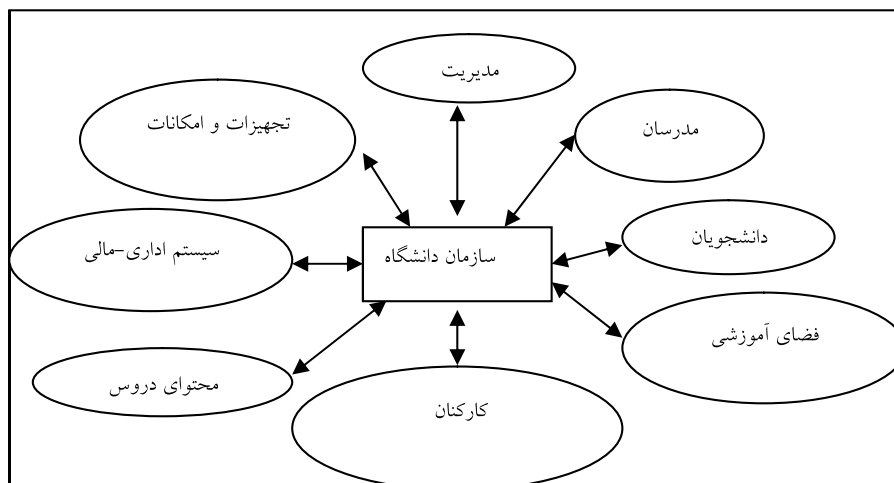 مدیریت
تجهیزات و امکانات
مدرسان
دانشجویان
سیستم اداری-مالی
سازمان دانشگاه
فضای آموزشی
محتوای دروس
کارکنان